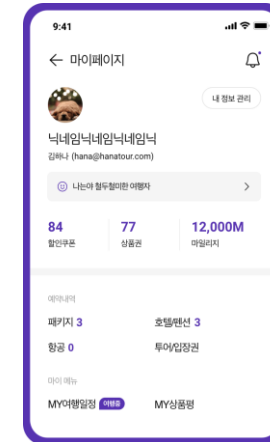 9:41
마이페이지
내 정보 관리
닉네임닉네임닉네임닉
김하나 (hana@hanatour.com)
나는야 철두철미한 여행자
84 77 12,000M
할인쿠폰 상품권 마일리지
예약내역
패키지 3 호텔/펜션 3
항공 0 투어/입장권
마이 메뉴
MY여행일정 여행중 MY상품평